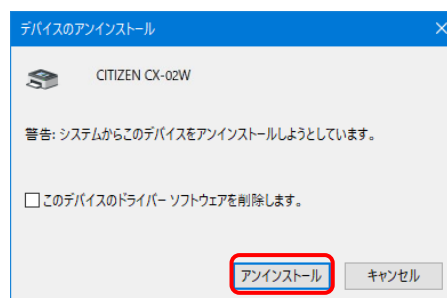 デバイスのアンインストール
CITIZEN CX-02W
警告: システムからこのデバイスをアンインストールしようとしています。
このデバイスのドライバー ソフトウェアを削除します。
アンインストール
キャンセル